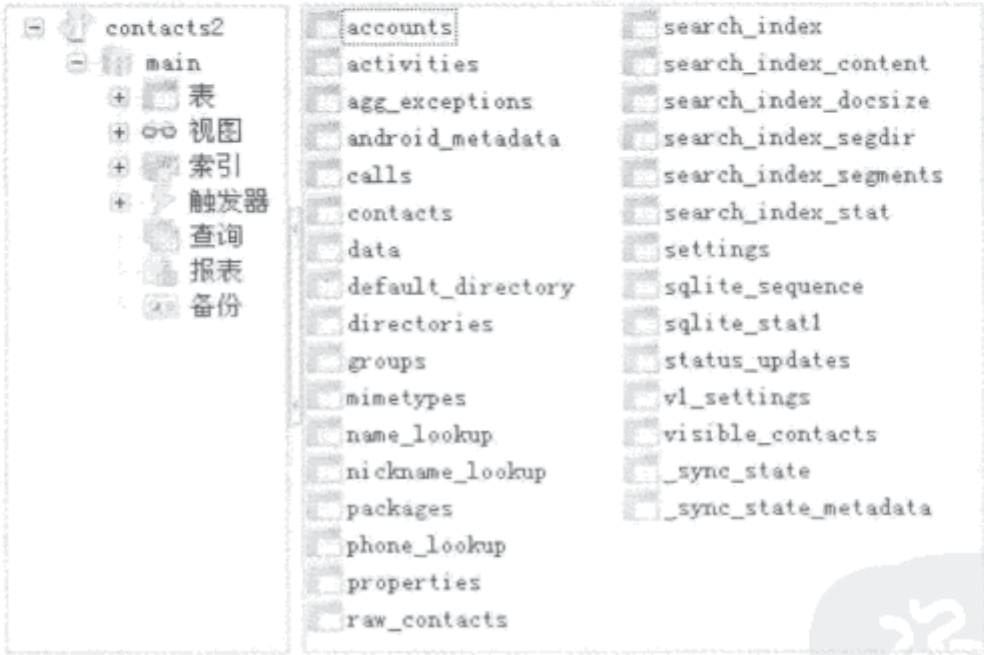 contacts2
main
表
视图
索引
触发器
查询
报表
备份
accounts
activities
agg_exceptions
android_metadata
calls
contacts
data
default_directory
directories
groups
mimetypes
name_lookup
nickname_lookup
packages
phone_lookup
properties
raw_contacts
search_index
search_index_content
search_index_docsize
search_index_segdir
search_index_segments
search_index_stat
settings
sqlite_sequence
sqlite_stat1
status_updates
v1_settings
visible_contacts
_sync_state
_sync_state_metadata